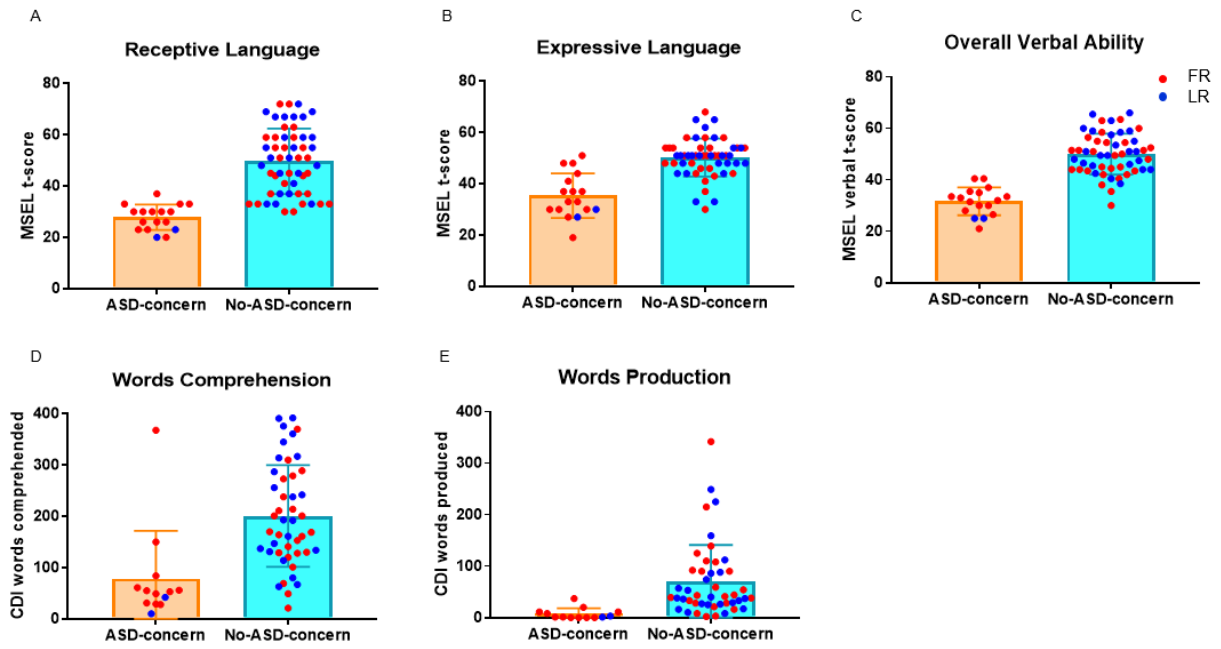 A
Receptive Language
MSEL t-score
80
60
40
20
0
ASD-concern No-ASD-concern
B
Expressive Language
MSEL t-score
80
60
40
20
0
ASD-concern No-ASD-concern
C
Overall Verbal Ability
MSEL verbal t-score
80
60
40
20
0
ASD-concern No-ASD-concern
FR
LR
D
Words Comprehension
CDI words comprehended
400
300
200
100
0
ASD-concern No-ASD-concern
E
Words Production
CDI words produced
400
300
200
100
0
ASD-concern No-ASD-concern